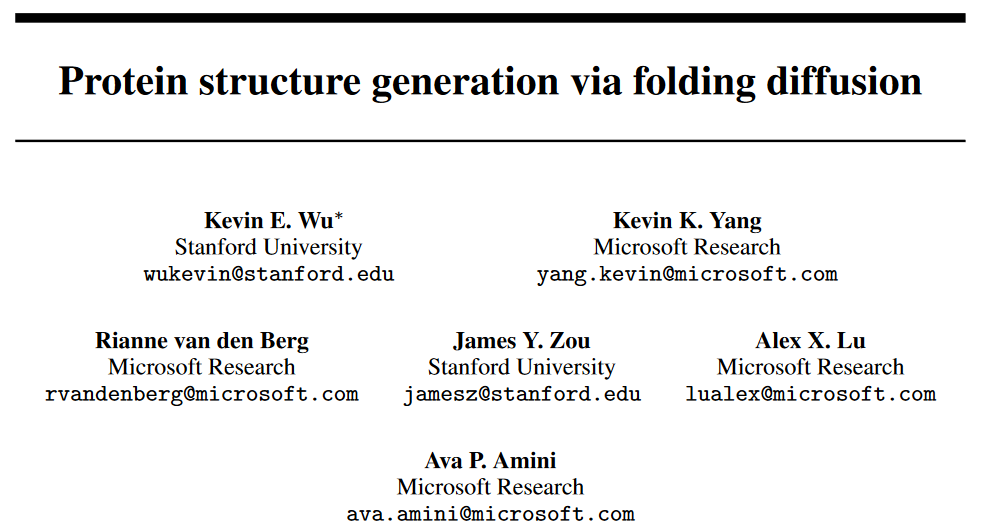 Protein structure generation via folding diffusion
Kevin E. Wu* Kevin K. Yang
Stanford University Microsoft Research
wukevin@stanford.edu yang.kevin@microsoft.com
Rianne van den Berg James Y. Zou Alex X. Lu
Microsoft Research Stanford University Microsoft Research
rvandenberg@microsoft.com jamesz@stanford.edu lualex@microsoft.com
Ava P. Amini
Microsoft Research
ava.amini@microsoft.com